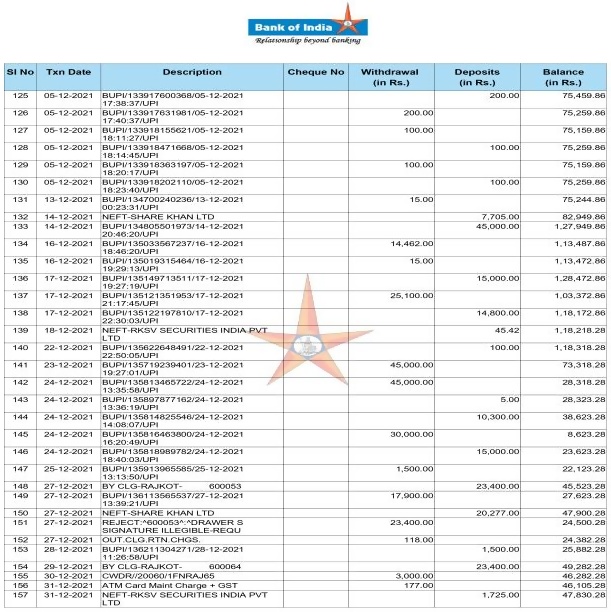 Bank of India
Relationship beyond banking
Sl No Txn Date Description Cheque No Withdrawal (in Rs.) Deposits (in Rs.) Balance (in Rs.)
125 05-12-2021 BUPI/133917600368/05-12-2021 200.00 75,459.86
17:38:37/UPI
126 05-12-2021 BUPI/133917631981/05-12-2021 200.00 75,259.86
17:40:37/UPI
127 05-12-2021 BUPI/133918155621/05-12-2021 100.00 75,159.86
18:11:27/UPI
128 05-12-2021 BUPI/133918471668/05-12-2021 100.00 75,259.86
18:14:45/UPI
129 05-12-2021 BUPI/133918363197/05-12-2021 100.00 75,159.86
18:20:17/UPI
130 05-12-2021 BUPI/133918202110/05-12-2021 100.00 75,259.86
18:23:40/UPI
131 13-12-2021 BUPI/134700240236/13-12-2021 15.00 75,244.86
00:23:31/UPI
132 14-12-2021 NEFT-SHARE KHAN LTD 7,705.00 82,949.86
133 14-12-2021 BUPI/134805501973/14-12-2021 45,000.00 1,27,949.86
20:46:20/UPI
134 16-12-2021 BUPI/135033567237/16-12-2021 14,462.00 1,13,487.86
18:46:20/UPI
135 16-12-2021 BUPI/135019315464/16-12-2021 15.00 1,13,472.86
19:29:13/UPI
136 17-12-2021 BUPI/135149713511/17-12-2021 15,000.00 1,28,472.86
19:27:19/UPI
137 17-12-2021 BUPI/135121351953/17-12-2021 25,100.00 1,03,372.86
21:17:45/UPI
138 17-12-2021 BUPI/135122197810/17-12-2021 14,800.00 1,18,172.86
22:30:03/UPI
139 18-12-2021 NEFT-RKSV SECURITIES INDIA PVT 45.42 1,18,218.28
LTD
140 22-12-2021 BUPI/135622648491/22-12-2021 100.00 1,18,318.28
22:50:05/UPI
141 23-12-2021 BUPI/135719239401/23-12-2021 45,000.00 73,318.28
19:27:01/UPI
142 24-12-2021 BUPI/135813465722/24-12-2021 45,000.00 28,318.28
13:35:58/UPI
143 24-12-2021 BUPI/135897877162/24-12-2021 5.00 28,323.28
13:36:19/UPI
144 24-12-2021 BUPI/135814825546/24-12-2021 10,300.00 38,623.28
14:08:07/UPI
145 24-12-2021 BUPI/135816463800/24-12-2021 30,000.00 8,623.28
16:20:49/UPI
146 24-12-2021 BUPI/135818989782/24-12-2021 15,000.00 23,623.28
18:40:03/UPI
147 25-12-2021 BUPI/135913965585/25-12-2021 1,500.00 22,123.28
13:13:50/UPI
148 27-12-2021 BY CLG-RAJKOT- 600053 23,400.00 45,523.28
149 27-12-2021 BUPI/136113565537/27-12-2021 17,900.00 27,623.28
13:39:21/UPI
150 27-12-2021 NEFT-SHARE KHAN LTD 20,277.00 47,900.28
151 27-12-2021 REJECT:^600053^:^DRAWER S 23,400.00 24,500.28
SIGNATURE ILLEGIBLE-REQU
152 27-12-2021 OUT.CLG.RTN.CHGS. 118.00 24,382.28
153 28-12-2021 BUPI/136211304271/28-12-2021 1,500.00 25,882.28
11:26:58/UPI
154 29-12-2021 BY CLG-RAJKOT- 600064 23,400.00 49,282.28
155 30-12-2021 CWDR//20060/1FNRAJ65 3,000.00 46,282.28
156 31-12-2021 ATM Card Maint Charge + GST 177.00 46,105.28
157 31-12-2021 NEFT-RKSV SECURITIES INDIA PVT 1,725.00 47,830.28
LTD